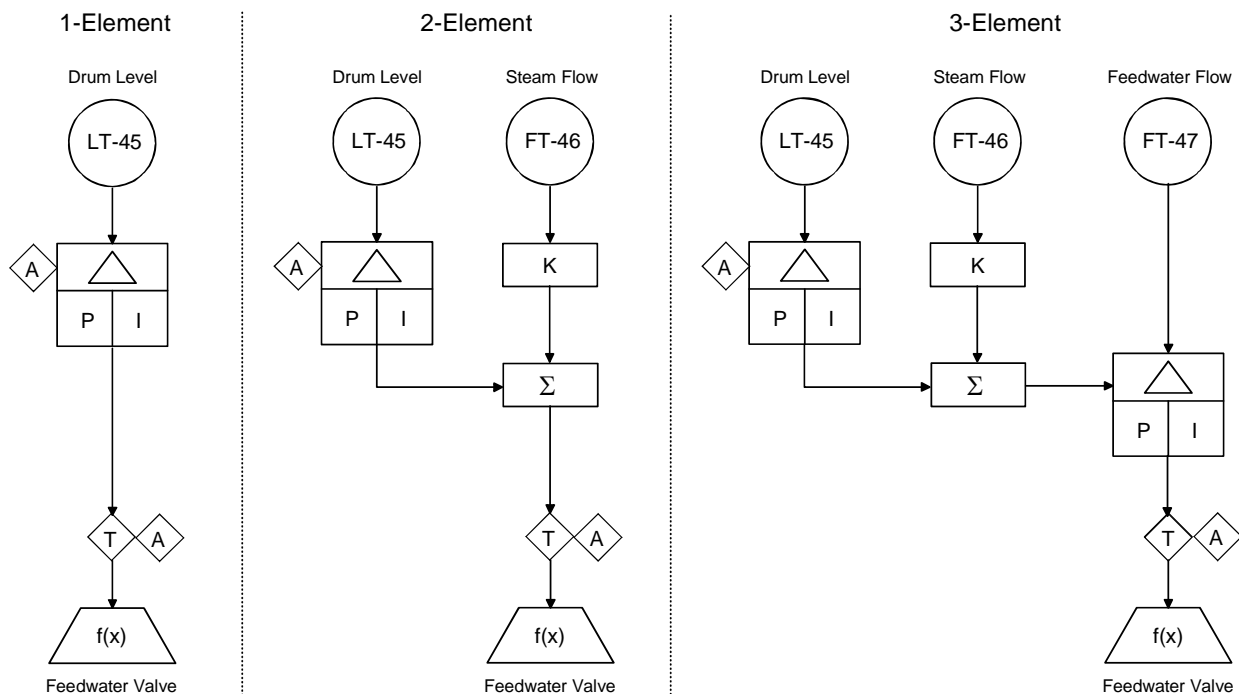 1-Element
Drum Level
LT-45
A
P I
T A
f(x)
Feedwater Valve
2-Element
Drum Level Steam Flow
LT-45 FT-46
A
K
P I
Σ
T A
f(x)
Feedwater Valve
3-Element
Drum Level Steam Flow Feedwater Flow
LT-45 FT-46 FT-47
A
K
P I
Σ
P I
T A
f(x)
Feedwater Valve